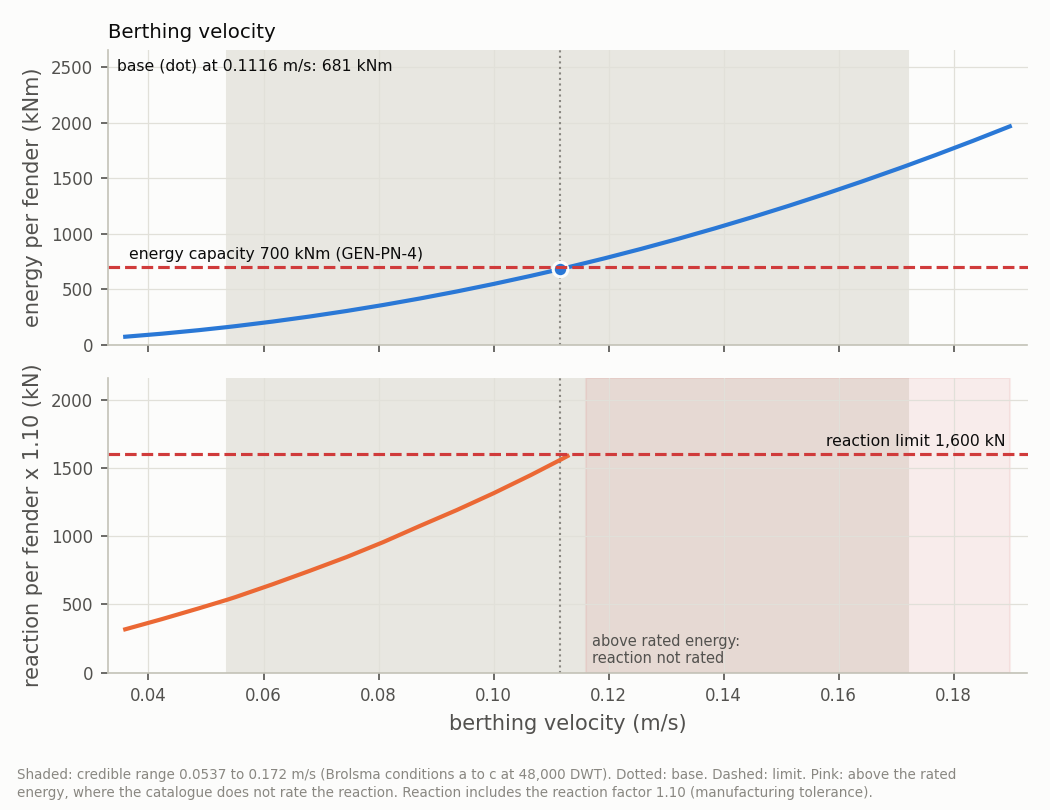 Berthing velocity
energy per fender (kNm)
2500
2000
1500
1000
500
0
base (dot) at 0.1116 m/s: 681 kNm
energy capacity 700 kNm (GEN-PN-4)
reaction per fender x 1.10 (kN)
2000
1500
1000
500
0
reaction limit 1,600 kN
above rated energy:
reaction not rated
0.04 0.06 0.08 0.10 0.12 0.14 0.16 0.18
berthing velocity (m/s)
Shaded: credible range 0.0537 to 0.172 m/s (Brolsma conditions a to c at 48,000 DWT). Dotted: base. Dashed: limit. Pink: above the rated
energy, where the catalogue does not rate the reaction. Reaction includes the reaction factor 1.10 (manufacturing tolerance).